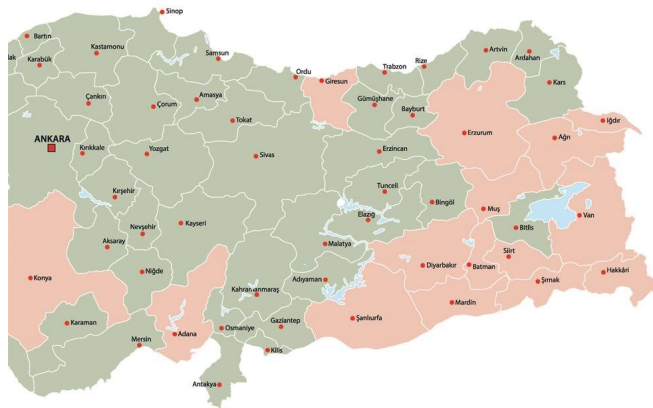 Sinop
Bartın
Kastamonu
Karabük
Samsun
Artvin
Ardahan
Rize
Trabzon
Ordu
Giresun
Kars
Çankırı
Çorum
Amasya
Gümüşhane
Bayburt
Tokat
Iğdır
ANKARA
Erzurum
Ağrı
Kırıkkale
Yozgat
Sivas
Erzincan
Kırşehir
Tunceli
Bingöl
Muş
Van
Elazığ
Nevşehir
Kayseri
Bitlis
Aksaray
Malatya
Siirt
Konya
Niğde
Diyarbakır
Batman
Hakkâri
Adıyaman
Şırnak
Kahramanmaraş
Mardin
Karaman
Adana
Osmaniye
Gaziantep
Şanlıurfa
Mersin
Kilis
Antakya